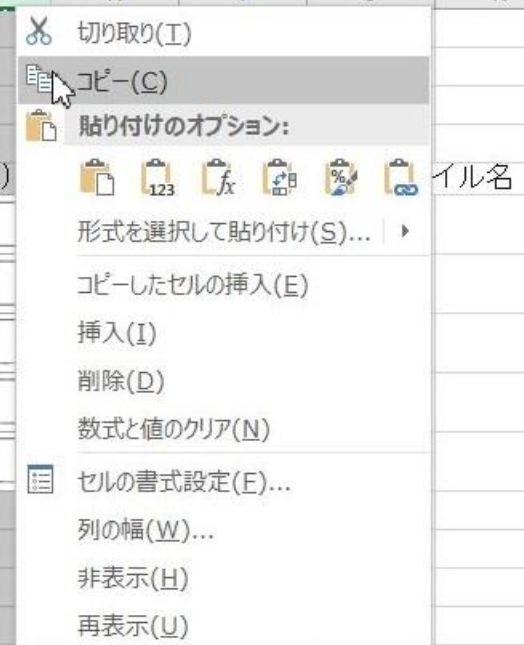 切り取り(T)
コピー(C)
貼り付けのオプション:
123 fx %
) イル名
形式を選択して貼り付け(S)...
コピーしたセルの挿入(E)
挿入(I)
削除(D)
数式と値のクリア(N)
セルの書式設定(F)...
列の幅(W)...
非表示(H)
再表示(U)